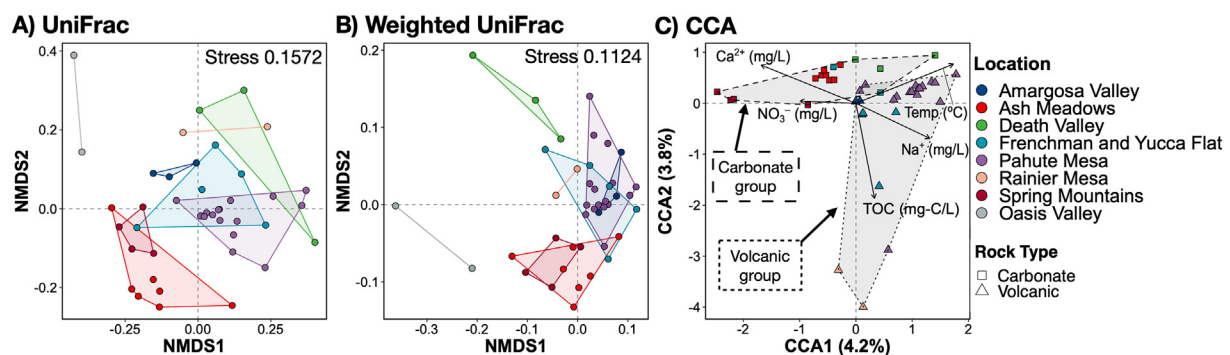 A) UniFrac
Stress 0.1572
0.4
0.2
0.0
-0.2
NMDS2
-0.25
0.00
0.25
NMDS1
B) Weighted UniFrac
Stress 0.1124
0.2
0.1
0.0
-0.1
NMDS2
-0.3
-0.2
-0.1
0.0
0.1
NMDS1
C) CCA
Ca²⁺ (mg/L)
NO₃⁻ (mg/L)
Temp (ºC)
Na⁺ (mg/L)
TOC (mg-C/L)
Carbonate
group
Volcanic
group
1
0
-1
-2
-3
-4
CCA2 (3.8%)
-2
-1
0
1
2
CCA1 (4.2%)
Location
Amargosa Valley
Ash Meadows
Death Valley
Frenchman and Yucca Flat
Pahute Mesa
Rainier Mesa
Spring Mountains
Oasis Valley
Rock Type
Carbonate
Volcanic